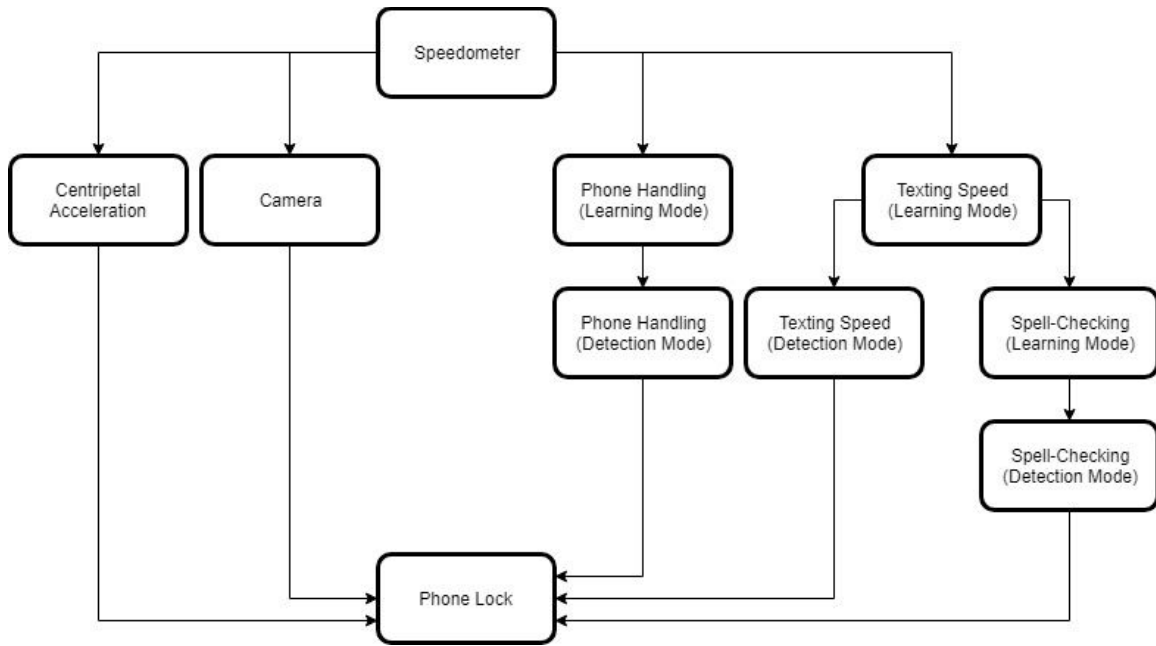 Speedometer
Centripetal
Acceleration
Camera
Phone Handling
(Learning Mode)
Texting Speed
(Learning Mode)
Phone Handling
(Detection Mode)
Texting Speed
(Detection Mode)
Spell-Checking
(Learning Mode)
Spell-Checking
(Detection Mode)
Phone Lock